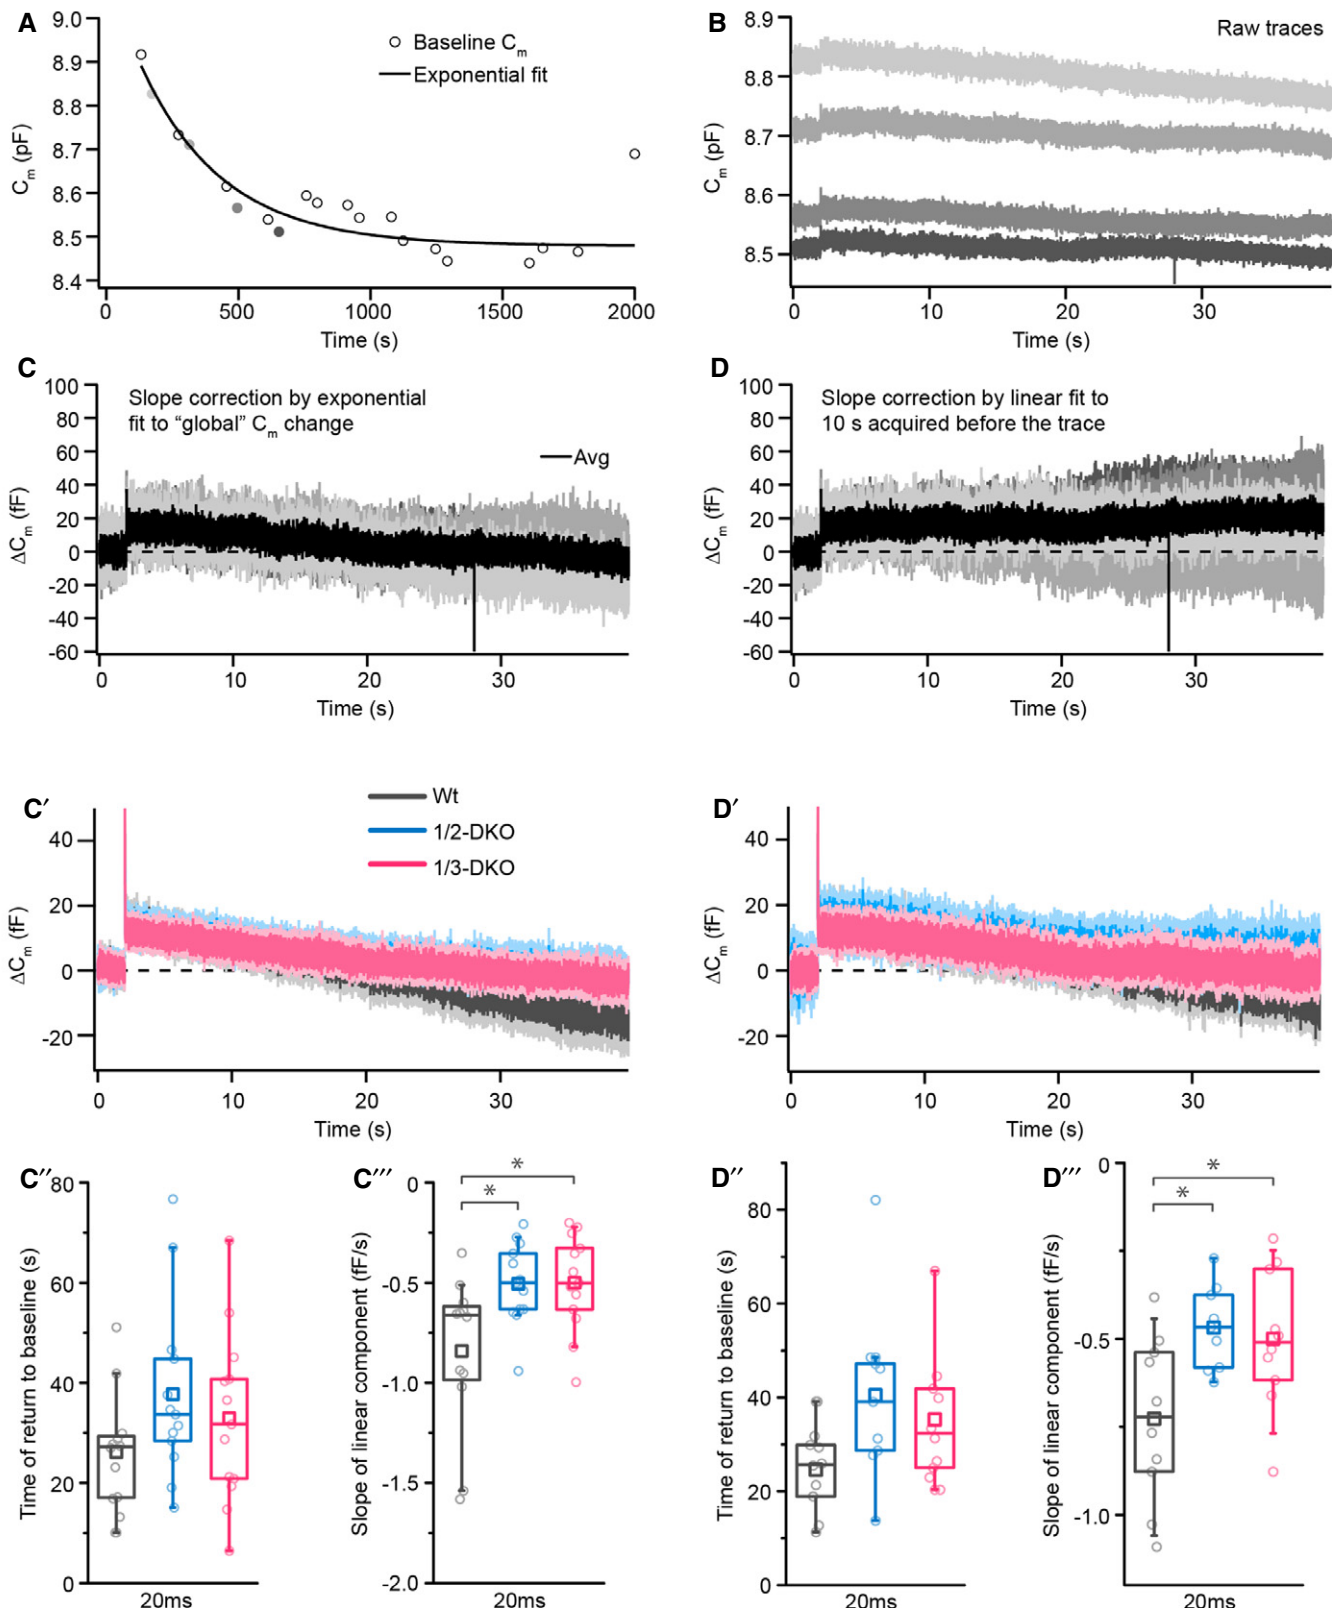 A
9.0
8.9
8.8
8.7
8.6
8.5
8.4
Cm (pF)
Baseline Cm
Exponential fit
0
500
1000
1500
2000
Time (s)
B
Raw traces
8.9
8.8
8.7
8.6
8.5
Cm (pF)
0
10
20
30
Time (s)
C
100
80
60
40
20
0
-20
-40
-60
ΔCm (fF)
Slope correction by exponential
fit to “global” Cm change
Avg
0
10
20
30
Time (s)
D
100
80
60
40
20
0
-20
-40
-60
ΔCm (fF)
Slope correction by linear fit to
10 s acquired before the trace
0
10
20
30
Time (s)
C′
40
20
0
-20
ΔCm (fF)
Wt
1/2-DKO
1/3-DKO
0
10
20
30
Time (s)
D′
40
20
0
-20
ΔCm (fF)
0
10
20
30
Time (s)
C″
80
60
40
20
0
Time of return to baseline (s)
20ms
C‴
0
-0.5
-1.0
-1.5
-2.0
Slope of linear component (fF/s)
*
*
20ms
D″
80
60
40
20
0
Time of return to baseline (s)
20ms
D‴
0
-0.5
-1.0
Slope of linear component (fF/s)
*
*
20ms